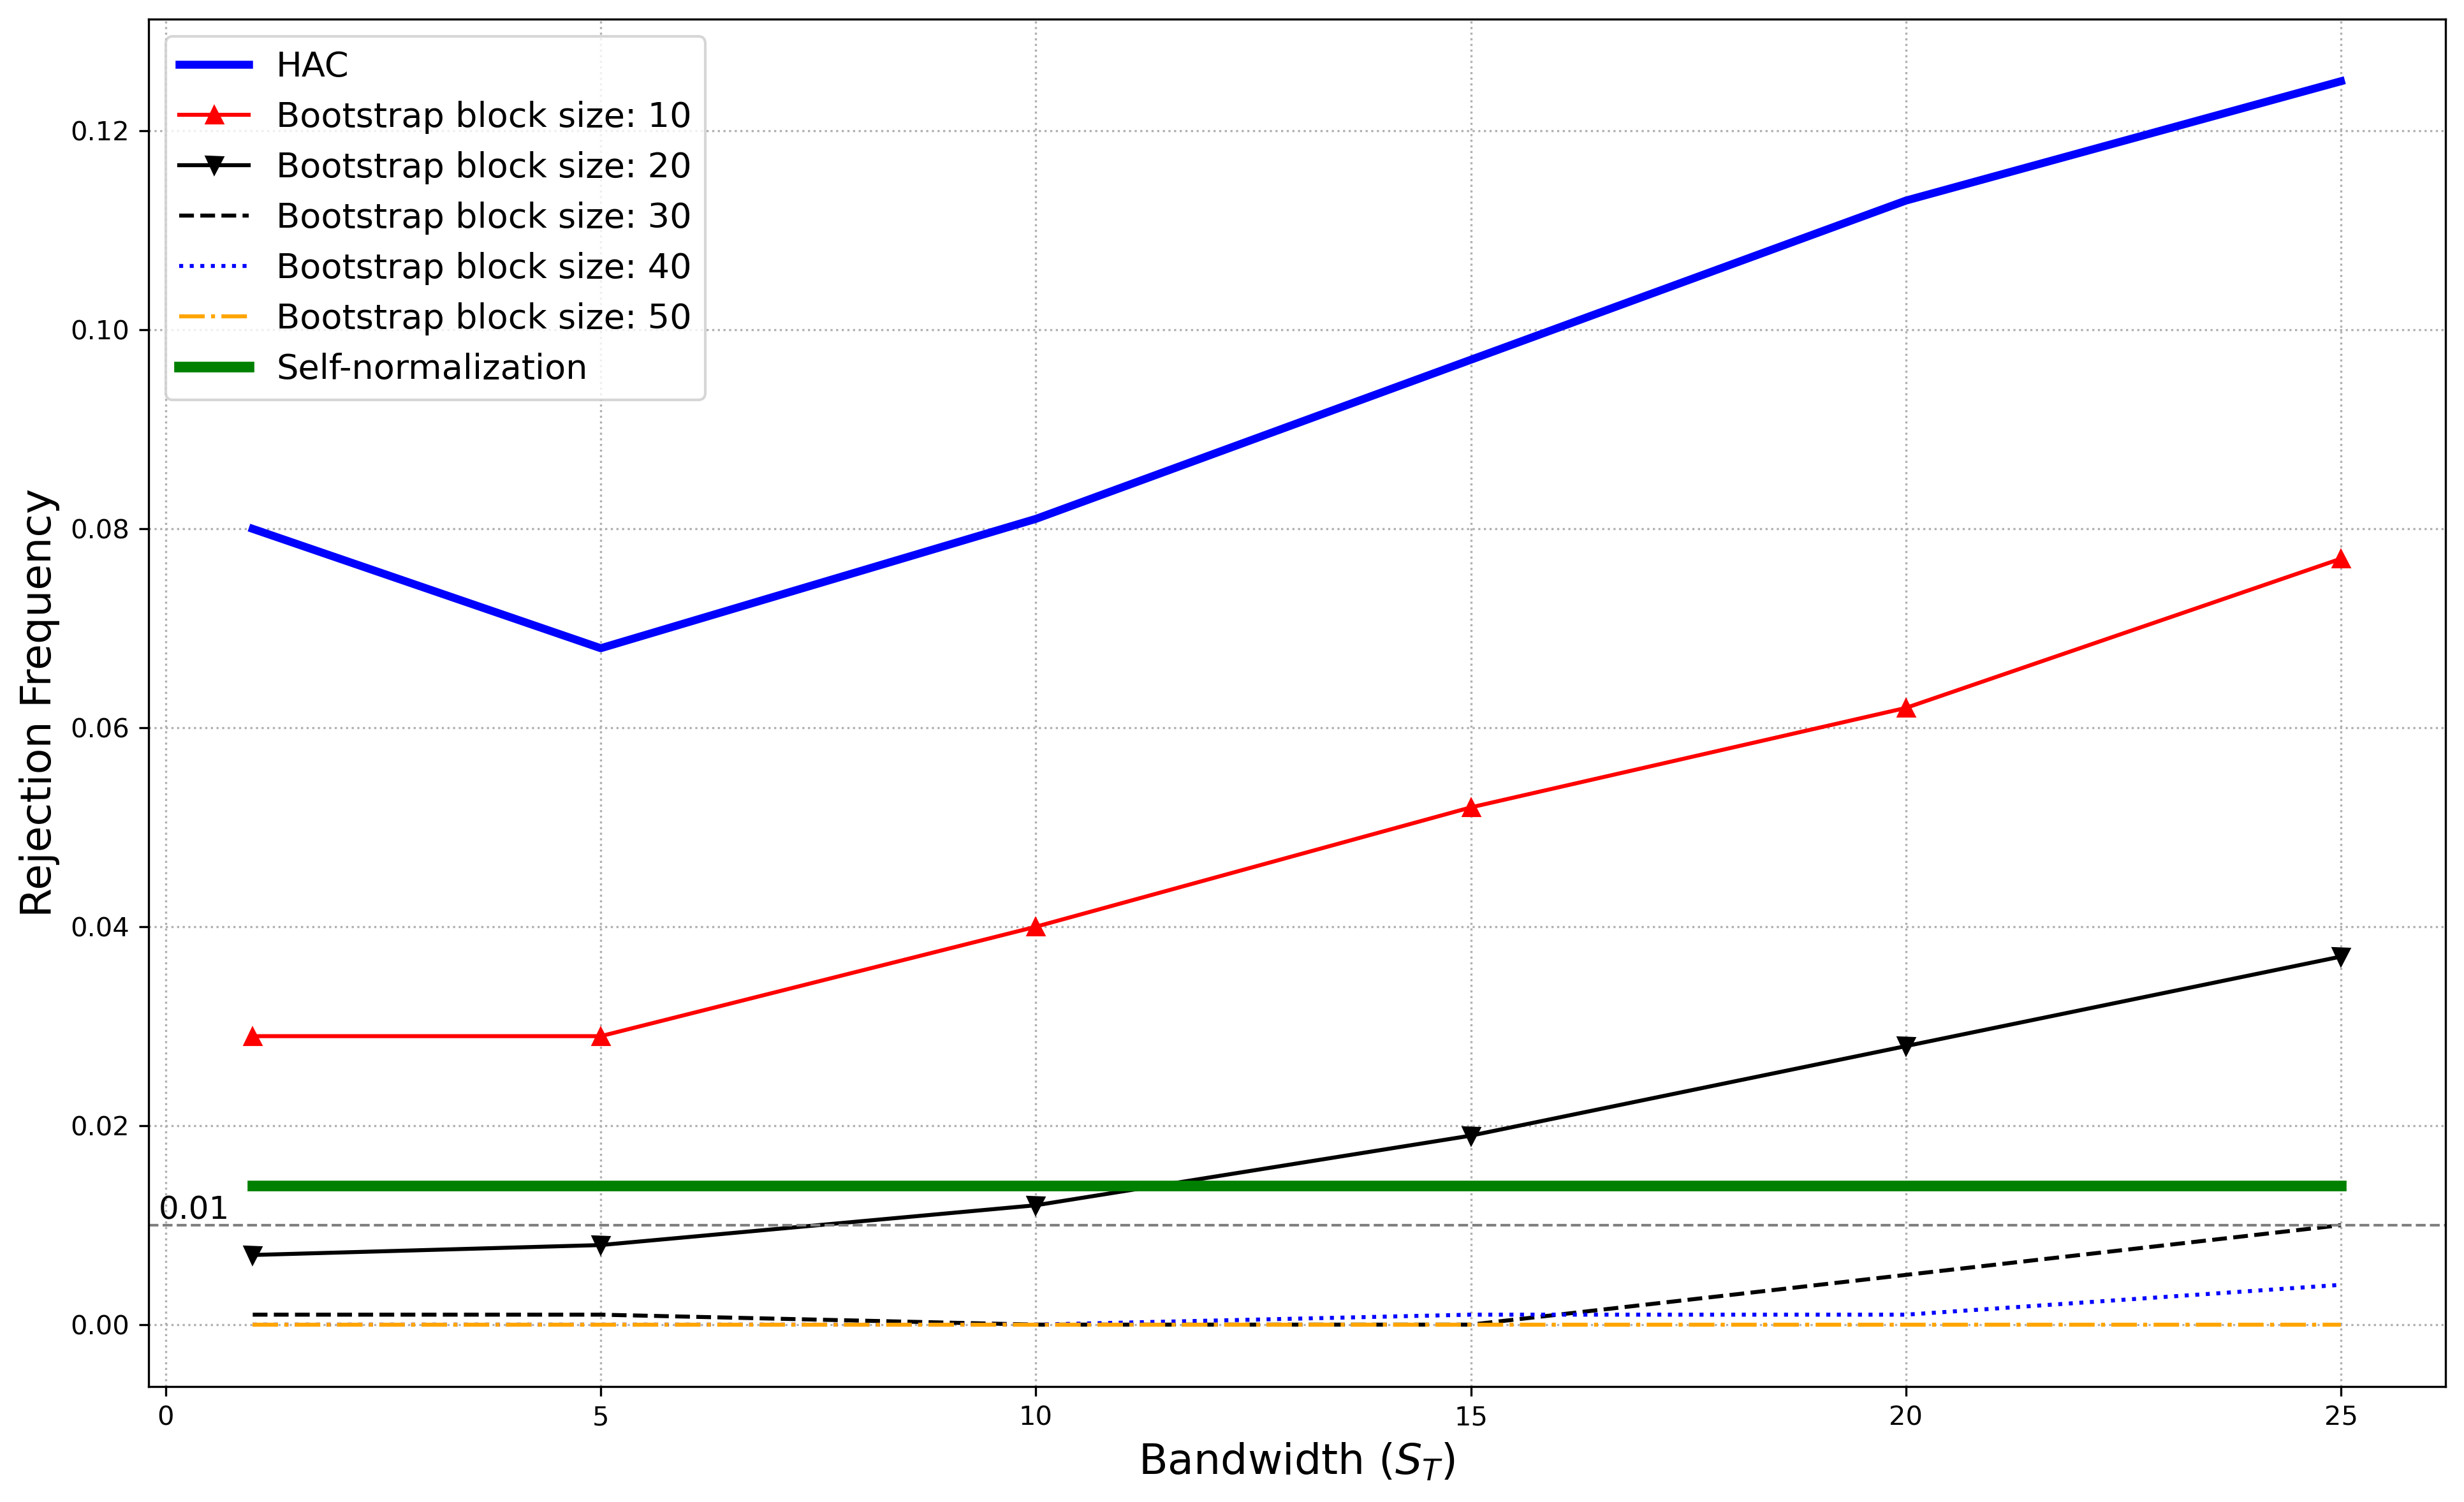 HAC
Bootstrap block size: 10
Bootstrap block size: 20
Bootstrap block size: 30
Bootstrap block size: 40
Bootstrap block size: 50
Self-normalization
Rejection Frequency
0.12
0.10
0.08
0.06
0.04
0.02
0.00
0.01
0 5 10 15 20 25
Bandwidth (S_T)